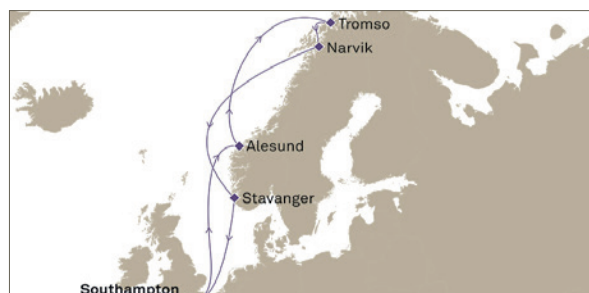 Tromso
Narvik
Alesund
Stavanger
Southampton